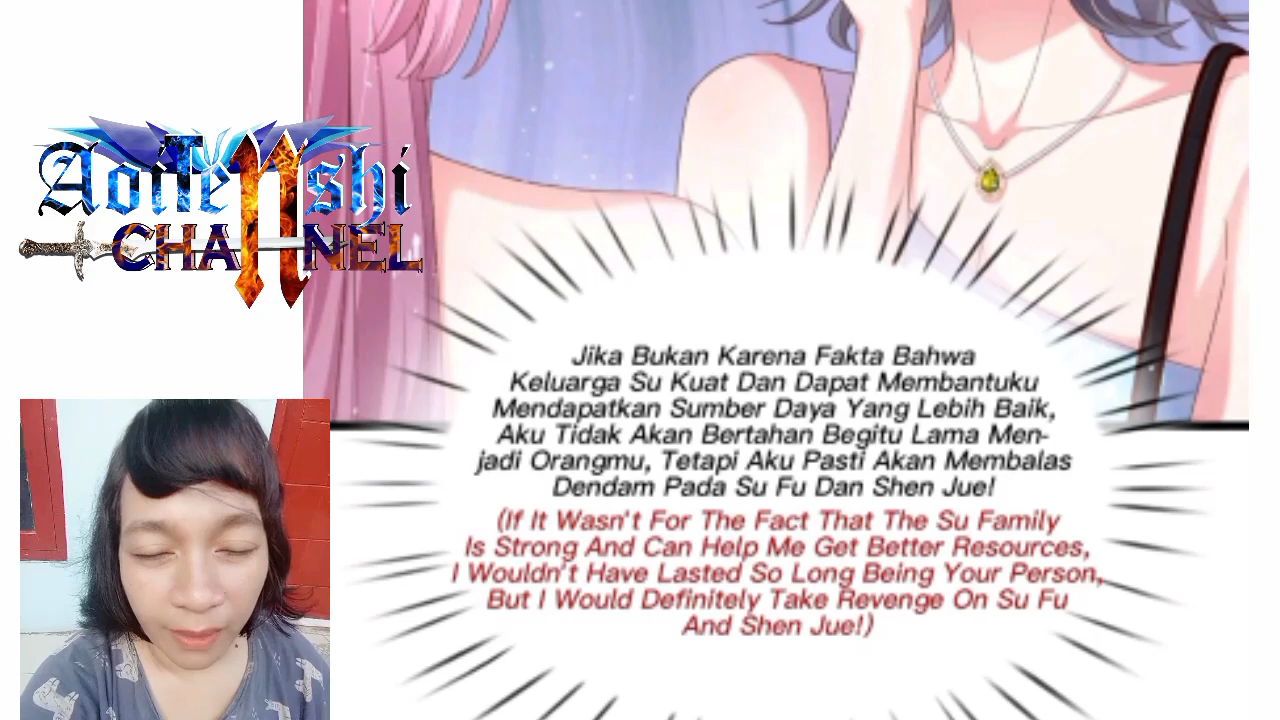 AoiTenshi
CHANNEL
Jika Bukan Karena Fakta Bahwa
Keluarga Su Kuat Dan Dapat Membantuku
Mendapatkan Sumber Daya Yang Lebih Baik,
Aku Tidak Akan Bertahan Begitu Lama Men-
jadi Orangmu, Tetapi Aku Pasti Akan Membalas
Dendam Pada Su Fu Dan Shen Jue!
(If It Wasn't For The Fact That The Su Family
Is Strong And Can Help Me Get Better Resources,
I Wouldn't Have Lasted So Long Being Your Person,
But I Would Definitely Take Revenge On Su Fu
And Shen Jue!)